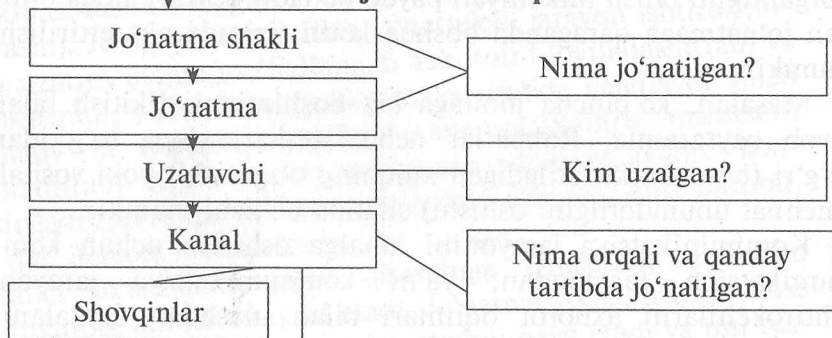 Jo‘natma shakli
Nima jo‘natilgan?
Jo‘natma
Uzatuvchi
Kim uzatgan?
Kanal
Nima orqali va qanday
tartibda jo‘natilgan?
Shovqinlar